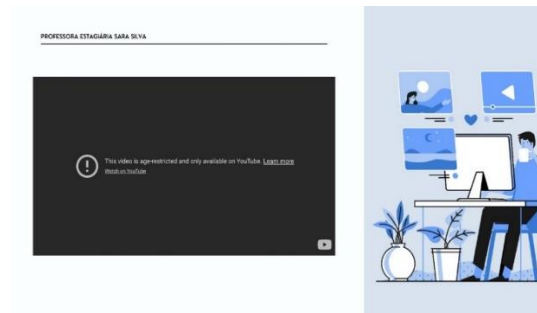 PROFESSORA ESTAGIÁRIA SARA SILVA
This video is age-restricted and only available on YouTube. Learn more
Watch on YouTube